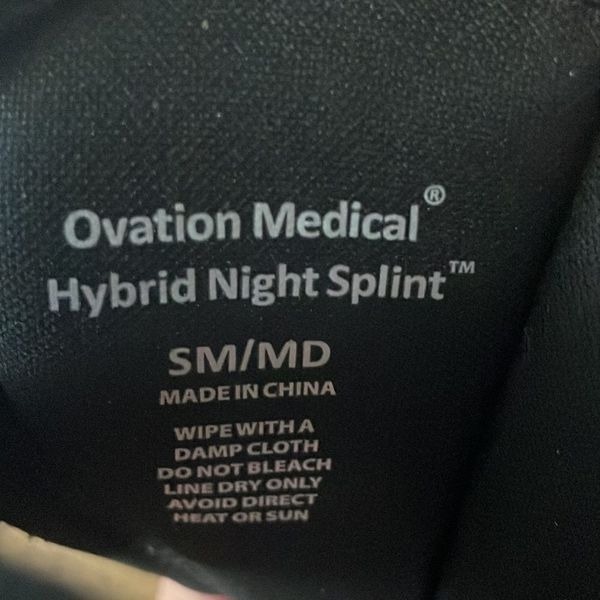 Ovation Medical®
Hybrid Night Splint™
SM/MD
MADE IN CHINA
WIPE WITH A
DAMP CLOTH
DO NOT BLEACH
LINE DRY ONLY
AVOID DIRECT
HEAT OR SUN